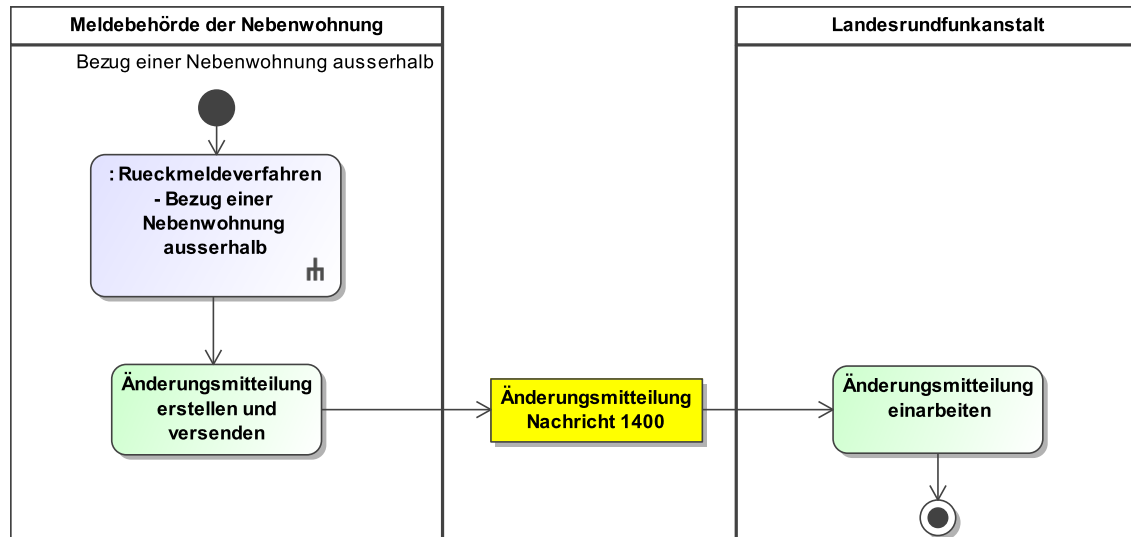 Meldebehörde der Nebenwohnung
Landesrundfunkanstalt
Bezug einer Nebenwohnung ausserhalb
: Rueckmeldeverfahren
- Bezug einer
Nebenwohnung
ausserhalb
Änderungsmitteilung
erstellen und
versenden
Änderungsmitteilung
Nachricht 1400
Änderungsmitteilung
einarbeiten